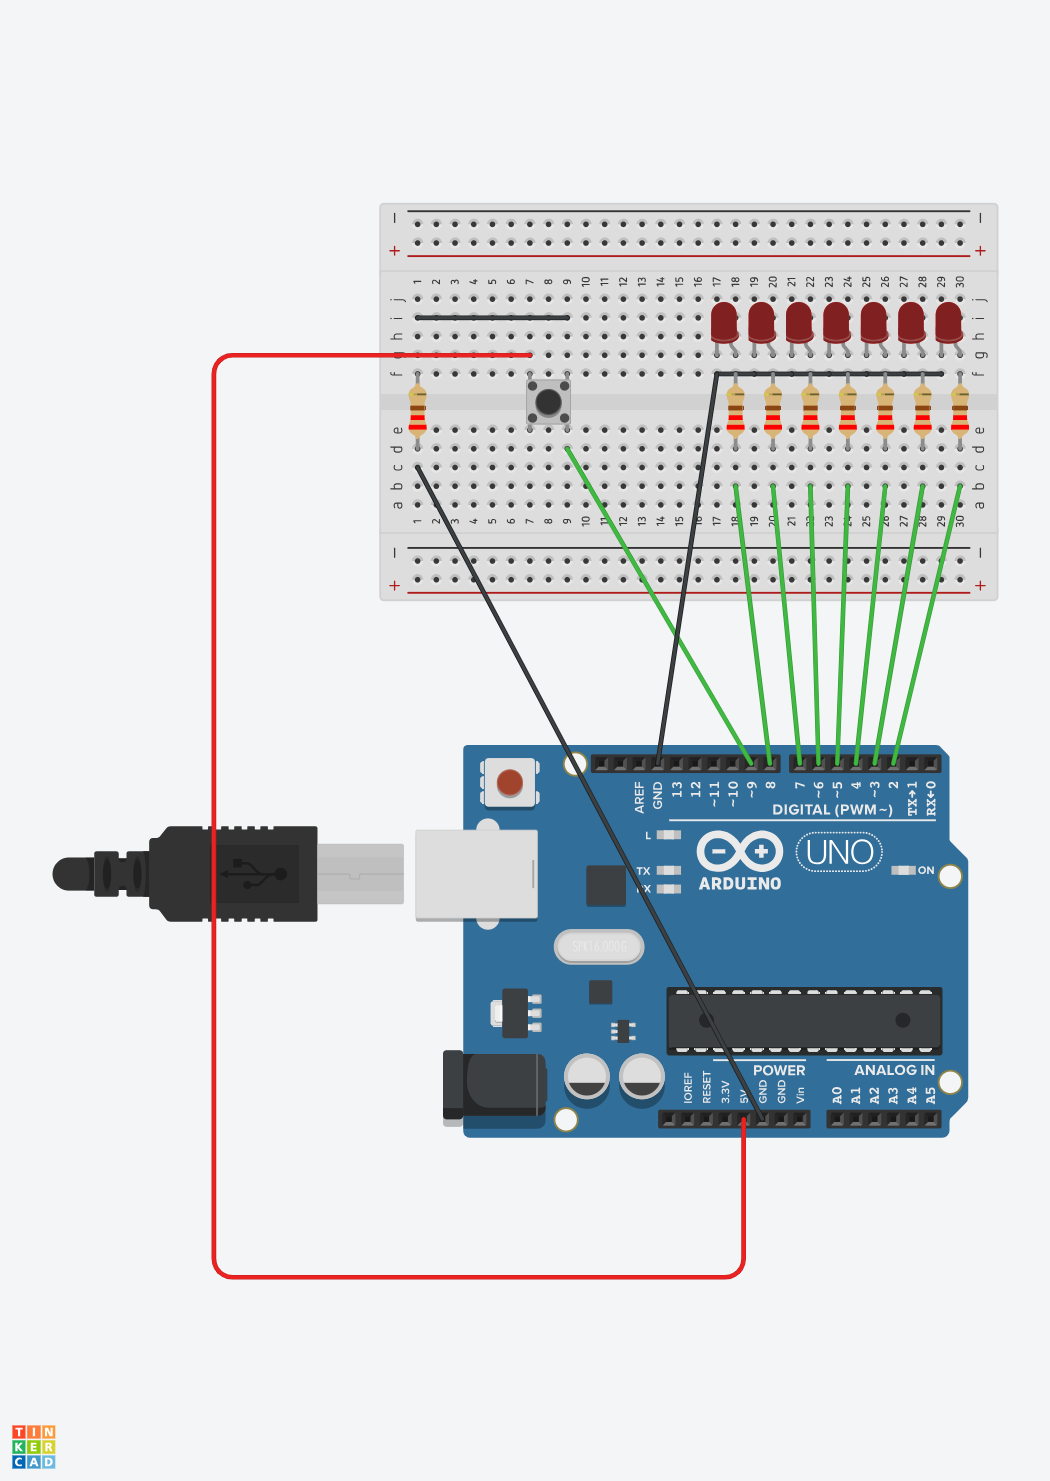 − −
+ +
1 2 3 4 5 6 7 8 9 10 11 12 13 14 15 16 17 18 19 20 21 22 23 24 25 26 27 28 29 30
j j
i i
h h
g g
f f
e e
d d
c c
b b
a a
1 2 3 4 5 6 7 8 9 10 11 12 13 14 15 16 17 18 19 20 21 22 23 24 25 26 27 28 29 30
− −
+ +
AREF GND 13 12 ~11 ~10 ~9 8 7 ~6 ~5 4 ~3 2 TX→1 RX←0
DIGITAL (PWM ~)
L
TX
RX
UNO
ON
ARDUINO
SPK16.000G
POWER ANALOG IN
IOREF RESET 3.3V 5V GND GND Vin A0 A1 A2 A3 A4 A5
TIN
KER
CAD